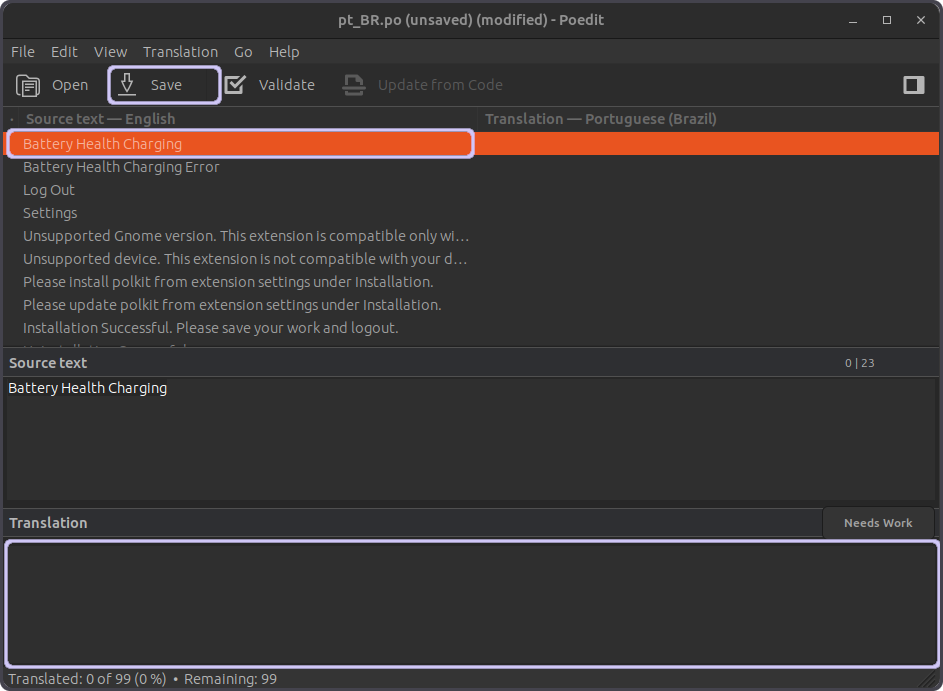 pt_BR.po (unsaved) (modified) - Poedit
File Edit View Translation Go Help
Open Save Validate Update from Code
Source text — English Translation — Portuguese (Brazil)
Battery Health Charging
Battery Health Charging Error
Log Out
Settings
Unsupported Gnome version. This extension is compatible only wi…
Unsupported device. This extension is not compatible with your d…
Please install polkit from extension settings under Installation.
Please update polkit from extension settings under Installation.
Installation Successful. Please save your work and logout.
Source text 0 | 23
Battery Health Charging
Translation Needs Work
Translated: 0 of 99 (0 %) • Remaining: 99